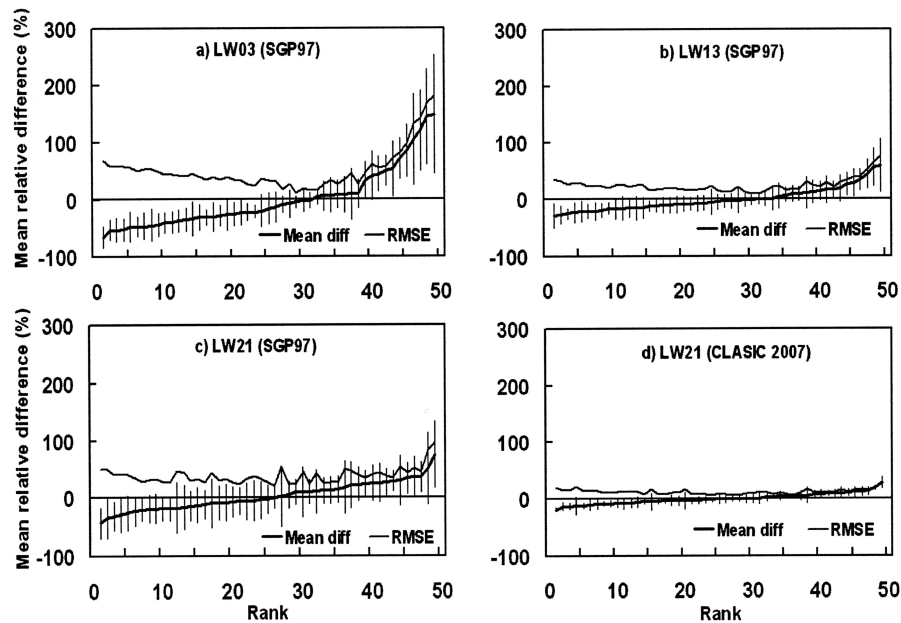 Mean relative difference (%)
300
200
100
0
-100
a) LW03 (SGP97)
Mean diff
RMSE
0 10 20 30 40 50
300
200
100
0
-100
b) LW13 (SGP97)
Mean diff
RMSE
0 10 20 30 40 50
Mean relative difference (%)
300
200
100
0
-100
c) LW21 (SGP97)
Mean diff
RMSE
0 10 20 30 40 50
Rank
300
200
100
0
-100
d) LW21 (CLASIC 2007)
Mean diff
RMSE
0 10 20 30 40 50
Rank